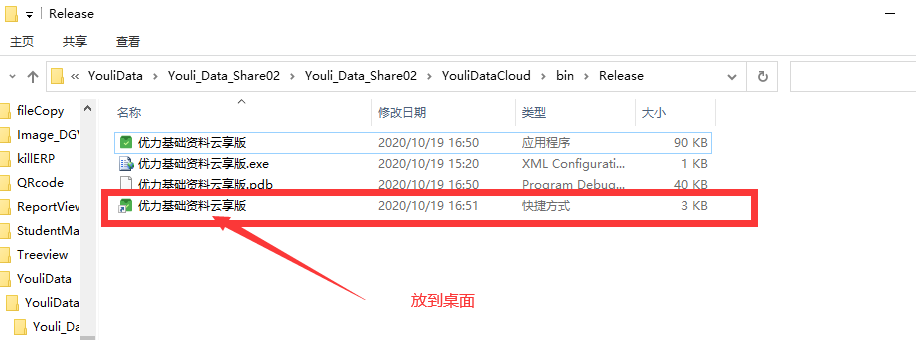 Release
主页 共享 查看
« YouliData Youli_Data_Share02 Youli_Data_Share02 YouliDataCloud bin Release
名称 修改日期 类型 大小
优力基础资料云享版 2020/10/19 16:50 应用程序 90 KB
优力基础资料云享版.exe 2020/10/19 15:20 XML Configurati... 1 KB
优力基础资料云享版.pdb 2020/10/19 16:50 Program Debug... 40 KB
优力基础资料云享版 2020/10/19 16:51 快捷方式 3 KB
fileCopy
Image_DGV
killERP
QRcode
ReportView
StudentMa
Treeview
YouliData
YouliData
Youli_Da
放到桌面